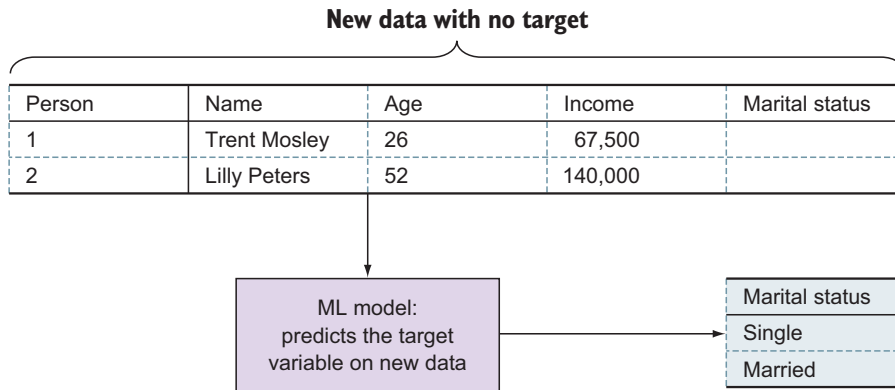 New data with no target
Person Name Age Income Marital status
1 Trent Mosley 26 67,500
2 Lilly Peters 52 140,000
ML model:
predicts the target
variable on new data
Marital status
Single
Married